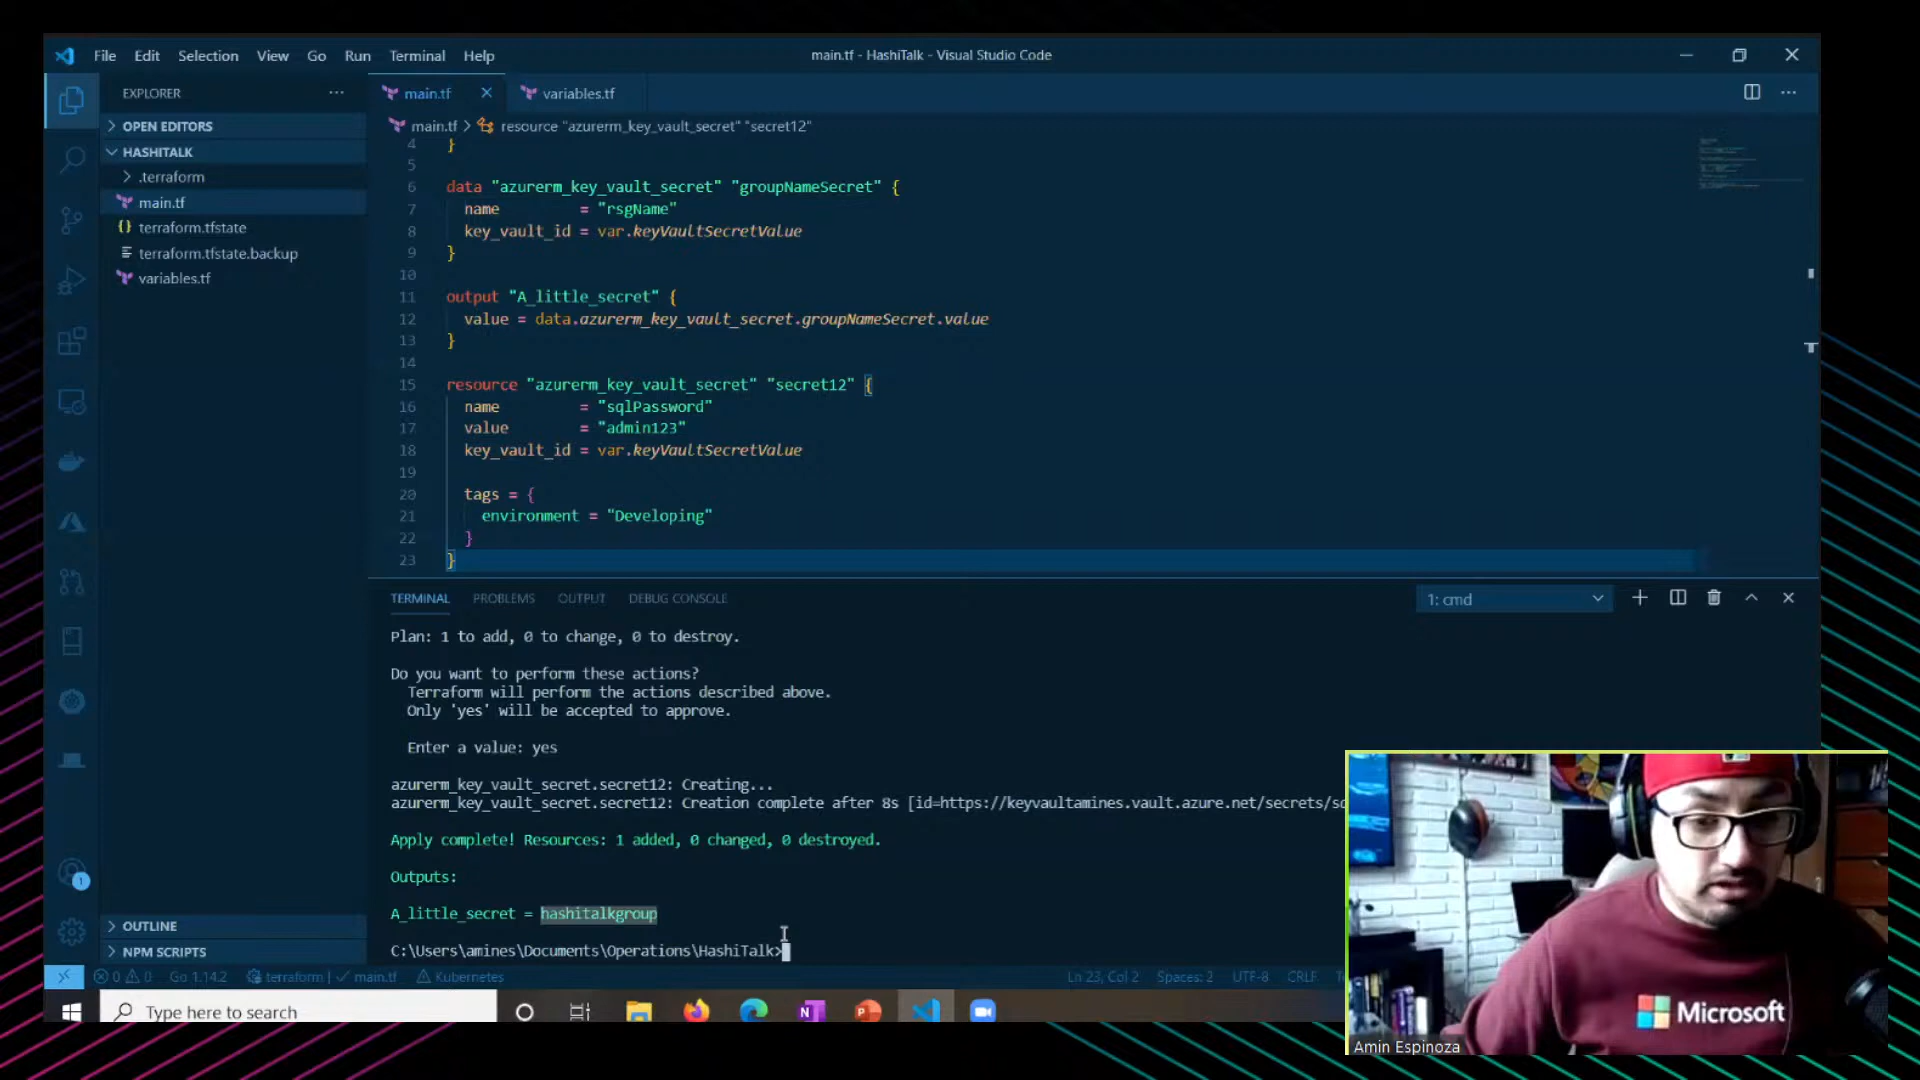 File Edit Selection View Go Run Terminal Help
main.tf - HashiTalk - Visual Studio Code
EXPLORER
main.tf
variables.tf
OPEN EDITORS
HASHITALK
.terraform
main.tf
terraform.tfstate
terraform.tfstate.backup
variables.tf
main.tf > resource "azurerm_key_vault_secret" "secret12"
4 }
5
6 data "azurerm_key_vault_secret" "groupNameSecret" {
7 name = "rsgName"
8 key_vault_id = var.keyVaultSecretValue
9 }
10
11 output "A_little_secret" {
12 value = data.azurerm_key_vault_secret.groupNameSecret.value
13 }
14
15 resource "azurerm_key_vault_secret" "secret12" {
16 name = "sqlPassword"
17 value = "admin123"
18 key_vault_id = var.keyVaultSecretValue
19
20 tags = {
21 environment = "Developing"
22 }
23 }
TERMINAL PROBLEMS OUTPUT DEBUG CONSOLE
1: cmd
Plan: 1 to add, 0 to change, 0 to destroy.
Do you want to perform these actions?
Terraform will perform the actions described above.
Only 'yes' will be accepted to approve.
Enter a value: yes
azurerm_key_vault_secret.secret12: Creating...
azurerm_key_vault_secret.secret12: Creation complete after 8s [id=https://keyvaultamines.vault.azure.net/secrets/
Apply complete! Resources: 1 added, 0 changed, 0 destroyed.
Outputs:
A_little_secret = hashitalkgroup
C:\Users\amines\Documents\Operations\HashiTalk>
OUTLINE
NPM SCRIPTS
1
0 0 Go 1.14.2 terraform | ✓ main.tf Kubernetes
Ln 23, Col 2 Spaces: 2 UTF-8 CRLF
Type here to search
Microsoft
Amin Espinoza